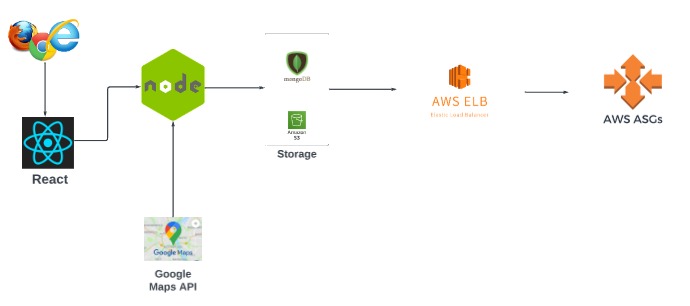 node
mongoDB
Amazon
S3
Storage
AWS ELB
Elastic Load Balancer
AWS ASGs
React
Google Maps
Google
Maps API